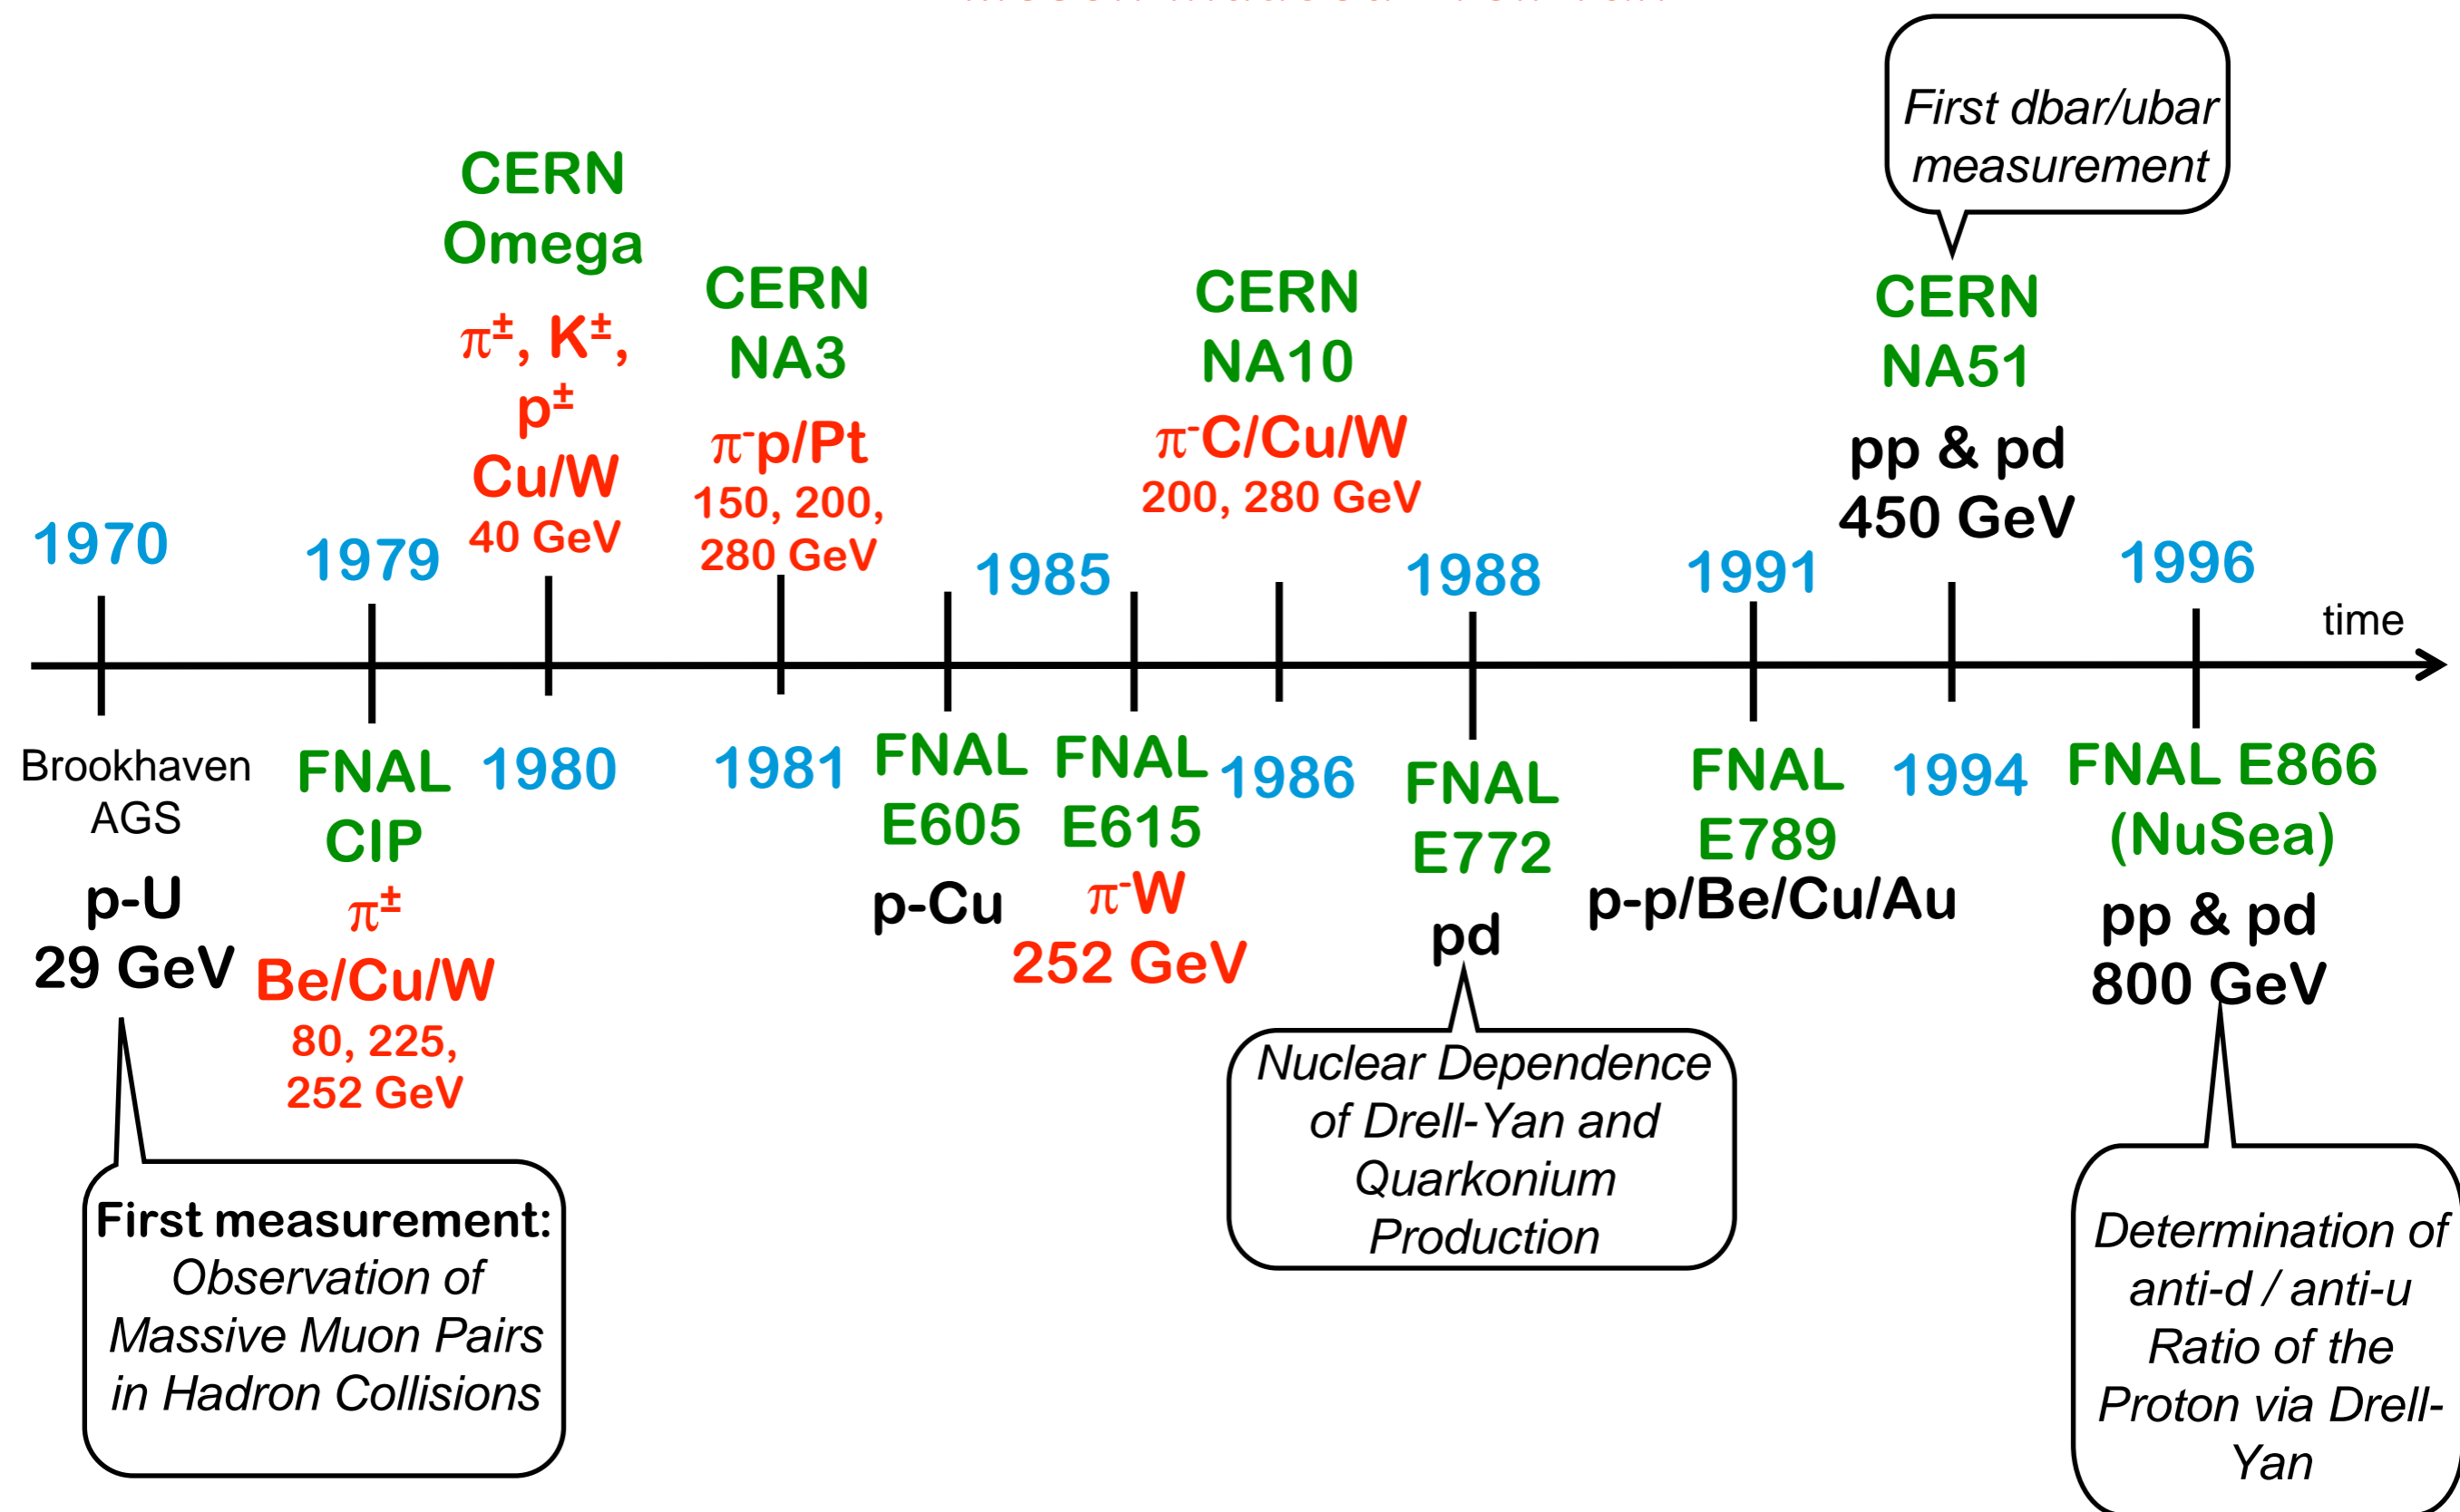 First dbar/ubar
measurement
CERN
Omega
π±, K±,
p±
Cu/W
40 GeV
CERN
NA3
π-p/Pt
150, 200,
280 GeV
CERN
NA10
π-C/Cu/W
200, 280 GeV
CERN
NA51
pp & pd
450 GeV
1970
1979
1985
1988
1991
1996
time
Brookhaven
AGS
p-U
29 GeV
FNAL
CIP
π±
Be/Cu/W
80, 225,
252 GeV
1980
1981
FNAL
E605
p-Cu
FNAL
E615
π-W
252 GeV
1986
FNAL
E772
pd
FNAL
E789
p-p/Be/Cu/Au
1994
FNAL E866
(NuSea)
pp & pd
800 GeV
First measurement:
Observation of
Massive Muon Pairs
in Hadron Collisions
Nuclear Dependence
of Drell-Yan and
Quarkonium
Production
Determination of
anti-d / anti-u
Ratio of the
Proton via Drell-
Yan